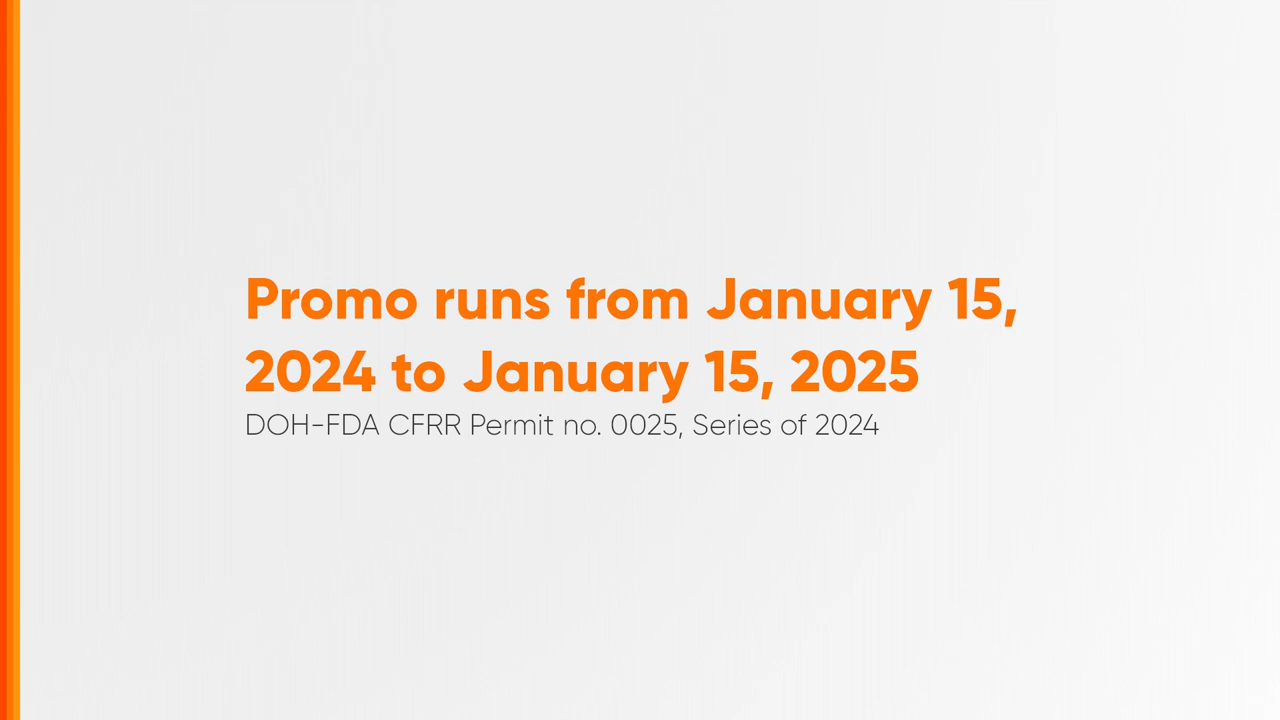 Promo runs from January 15,
2024 to January 15, 2025
DOH-FDA CFRR Permit no. 0025, Series of 2024